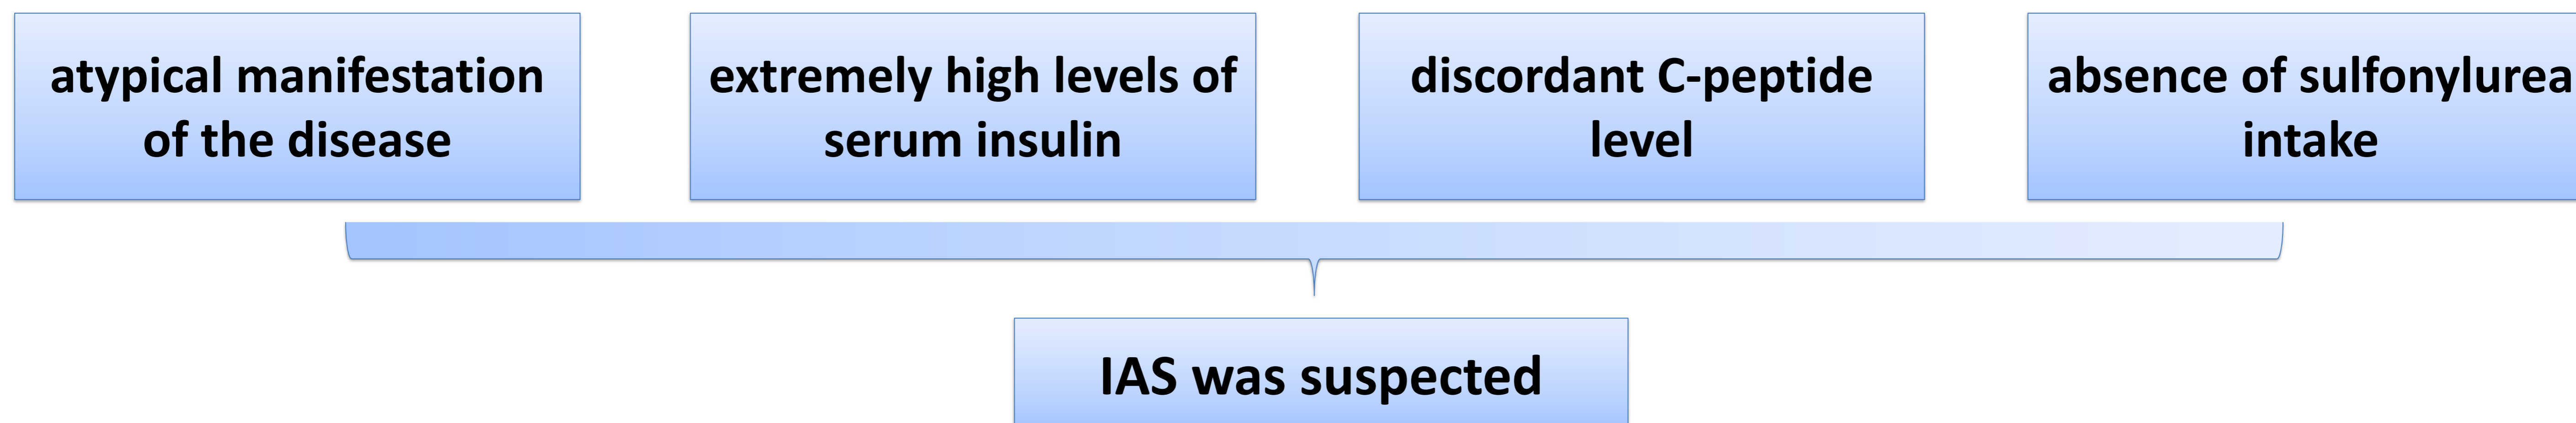 atypical manifestation
of the disease
extremely high levels of
serum insulin
discordant C-peptide
level
absence of sulfonylurea
intake
IAS was suspected